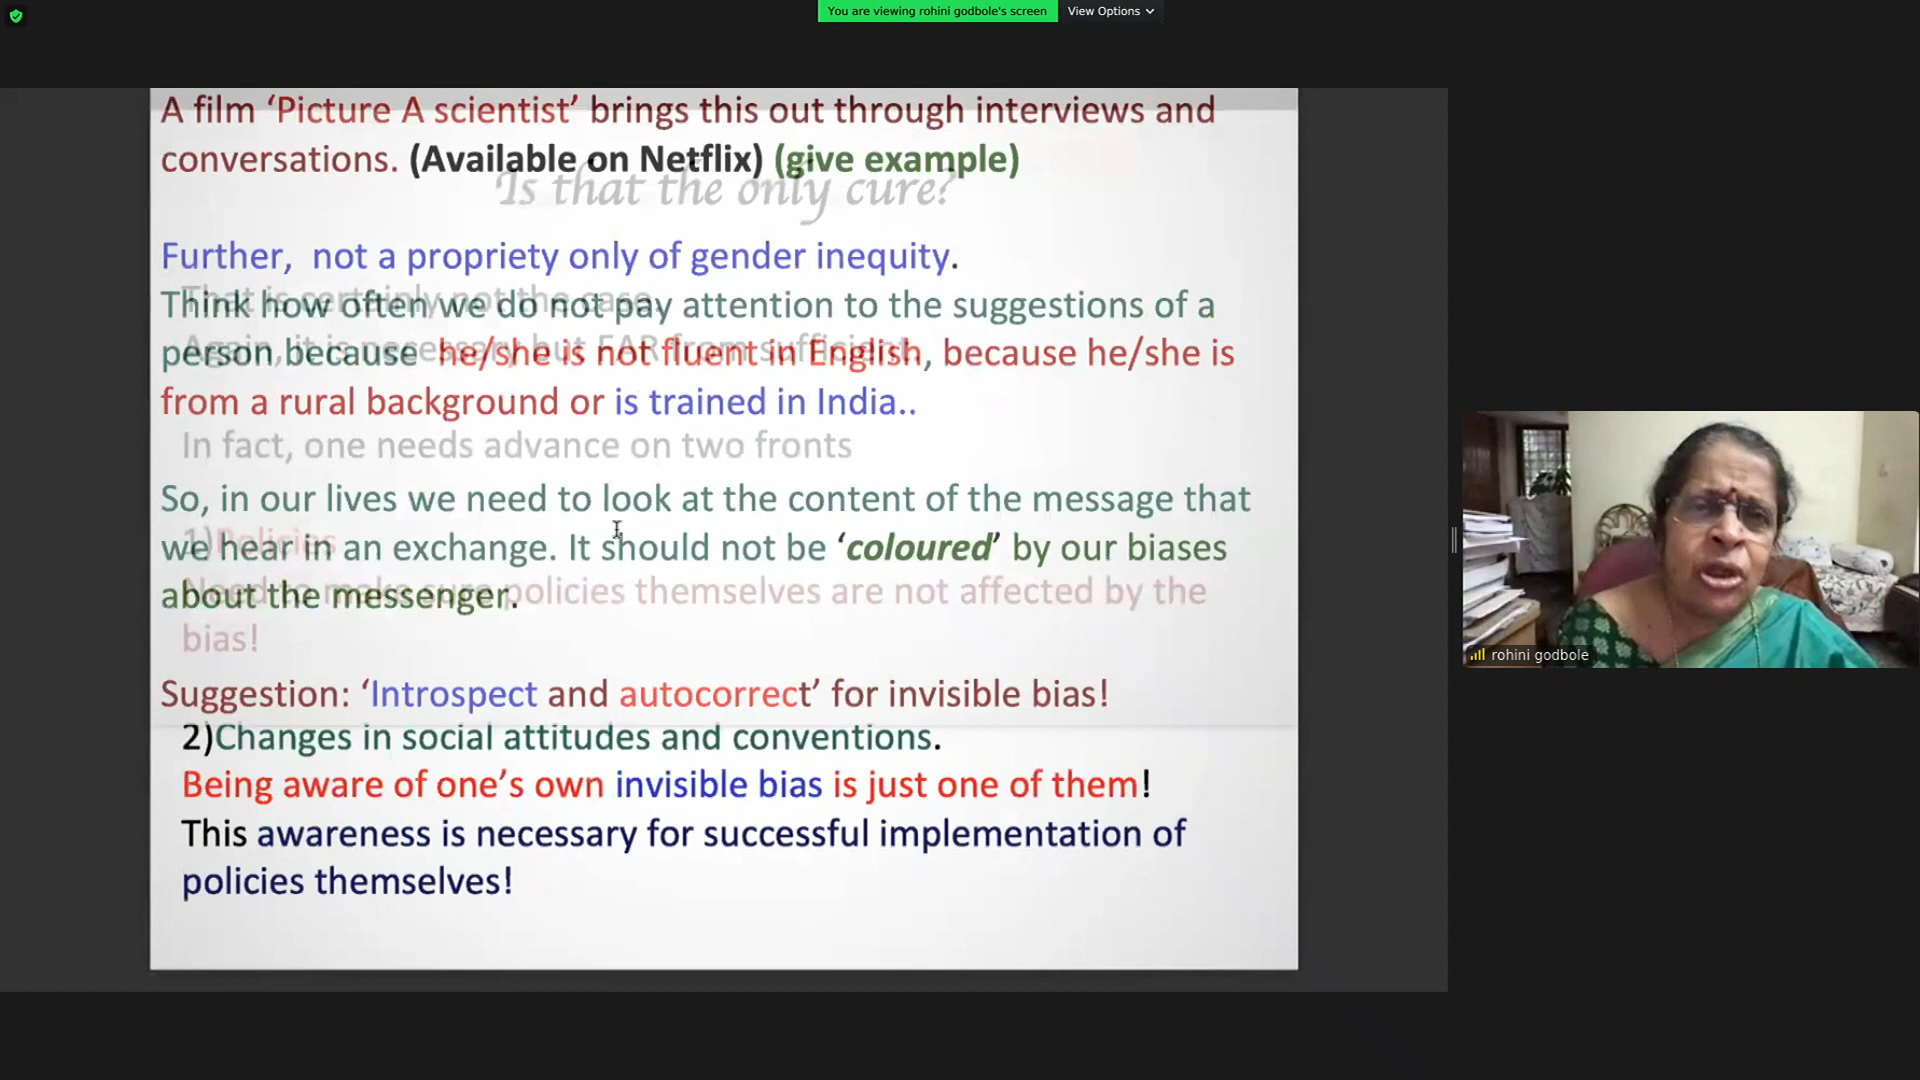 You are viewing rohini godbole's screen View Options
A film ‘Picture A scientist’ brings this out through interviews and
conversations. (Available on Netflix) (give example)
Is that the only cure?
Further, not a propriety only of gender inequity.
That is certainly not the case.
Think how often we do not pay attention to the suggestions of a
Again, it is necessary but FAR from sufficient.
person because he/she is not fluent in English, because he/she is
from a rural background or is trained in India..
In fact, one needs advance on two fronts
So, in our lives we need to look at the content of the message that
1)Policies
we hear in an exchange. It should not be ‘coloured’ by our biases
Need to make sure policies themselves are not affected by the
about the messenger.
bias!
Suggestion: ‘Introspect and autocorrect’ for invisible bias!
2)Changes in social attitudes and conventions.
Being aware of one’s own invisible bias is just one of them!
This awareness is necessary for successful implementation of
policies themselves!
rohini godbole